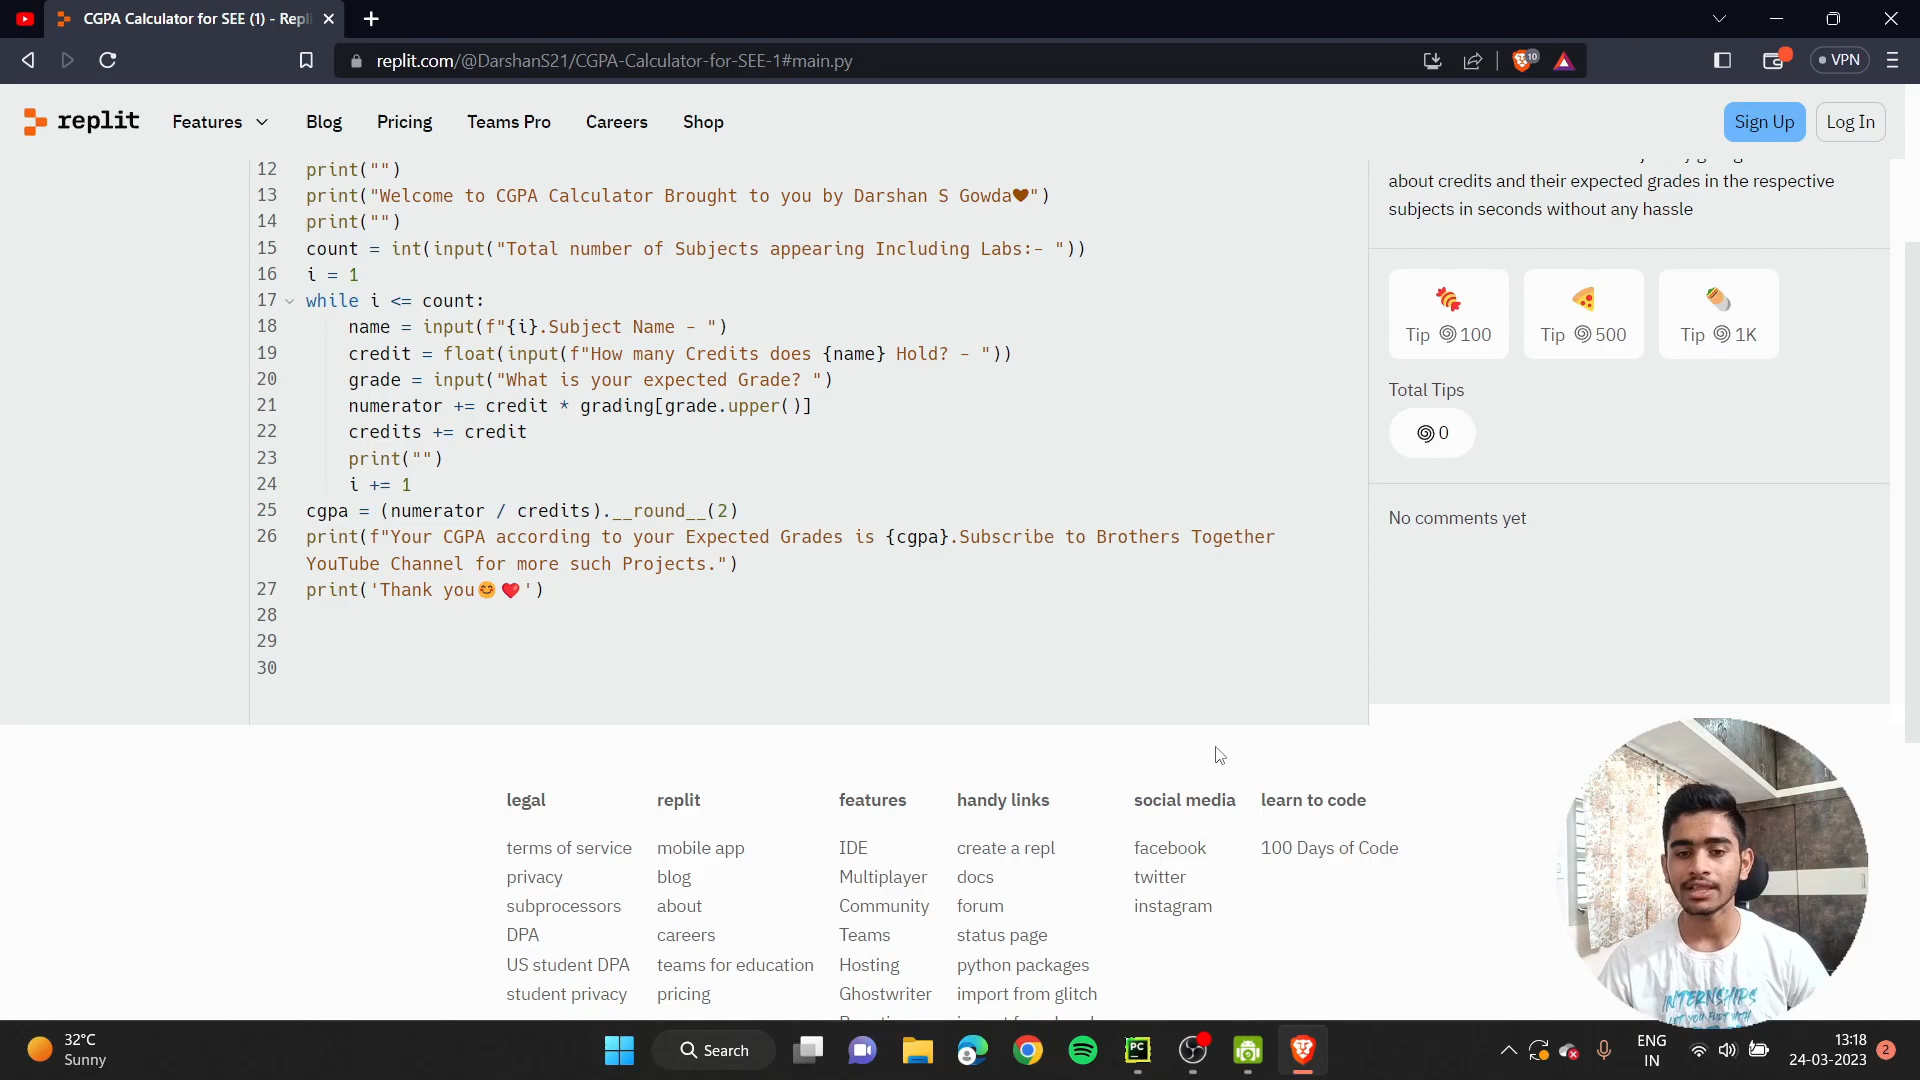 CGPA Calculator for SEE (1) - Repli
replit.com/@DarshanS21/CGPA-Calculator-for-SEE-1#main.py
10
VPN
replit
Features
Blog
Pricing
Teams Pro
Careers
Shop
Sign Up
Log In
12 print("")
13 print("Welcome to CGPA Calculator Brought to you by Darshan S Gowda🖤")
14 print("")
15 count = int(input("Total number of Subjects appearing Including Labs:- "))
16 i = 1
17 while i <= count:
18 name = input(f"{i}.Subject Name - ")
19 credit = float(input(f"How many Credits does {name} Hold? - "))
20 grade = input("What is your expected Grade? ")
21 numerator += credit * grading[grade.upper()]
22 credits += credit
23 print("")
24 i += 1
25 cgpa = (numerator / credits).__round__(2)
26 print(f"Your CGPA according to your Expected Grades is {cgpa}.Subscribe to Brothers Together
YouTube Channel for more such Projects.")
27 print('Thank you😊❤️')
28
29
30
about credits and their expected grades in the respective
subjects in seconds without any hassle
Tip 100
Tip 500
Tip 1K
Total Tips
0
No comments yet
legal
terms of service
privacy
subprocessors
DPA
US student DPA
student privacy
replit
mobile app
blog
about
careers
teams for education
pricing
features
IDE
Multiplayer
Community
Teams
Hosting
Ghostwriter
handy links
create a repl
docs
forum
status page
python packages
import from glitch
social media
facebook
twitter
instagram
learn to code
100 Days of Code
INTERNSHIPS
32°C
Sunny
Search
PC
ENG
IN
13:18
24-03-2023
2